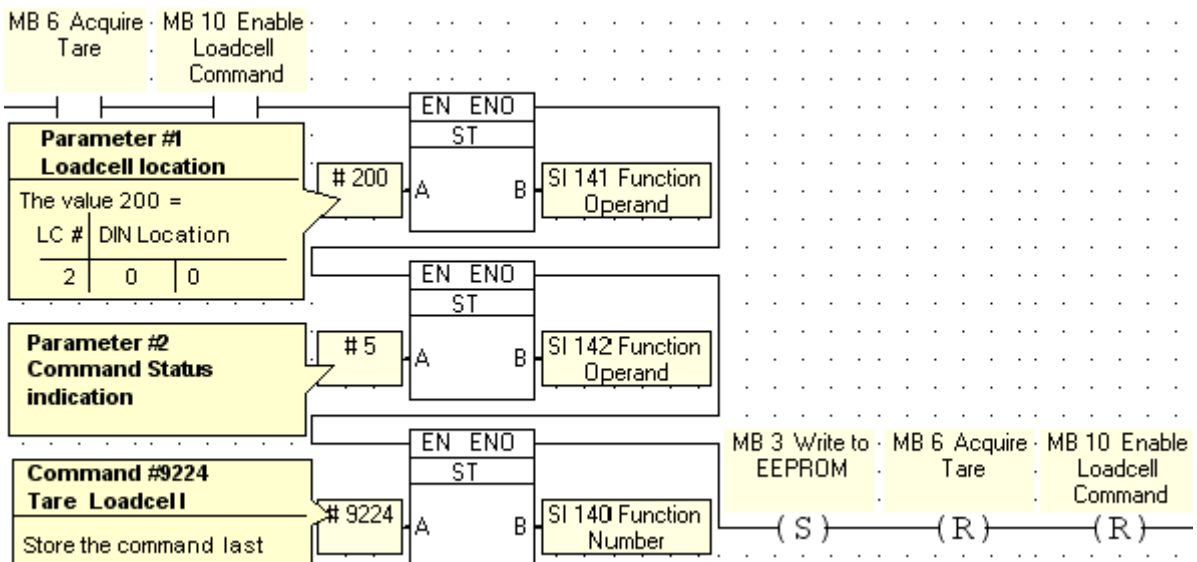 MB 6 Acquire Tare
MB 10 Enable Loadcell Command
EN ENO
ST
Parameter #1
Loadcell location
The value 200 =
LC # DIN Location
2 0 0
# 200
A B
SI 141 Function
Operand
EN ENO
ST
Parameter #2
Command Status
indication
# 5
A B
SI 142 Function
Operand
EN ENO
ST
Command #9224
Tare Loadcell
Store the command last
# 9224
A B
SI 140 Function
Number
MB 3 Write to
EEPROM
MB 6 Acquire
Tare
MB 10 Enable
Loadcell
Command
( S )
( R )
( R )